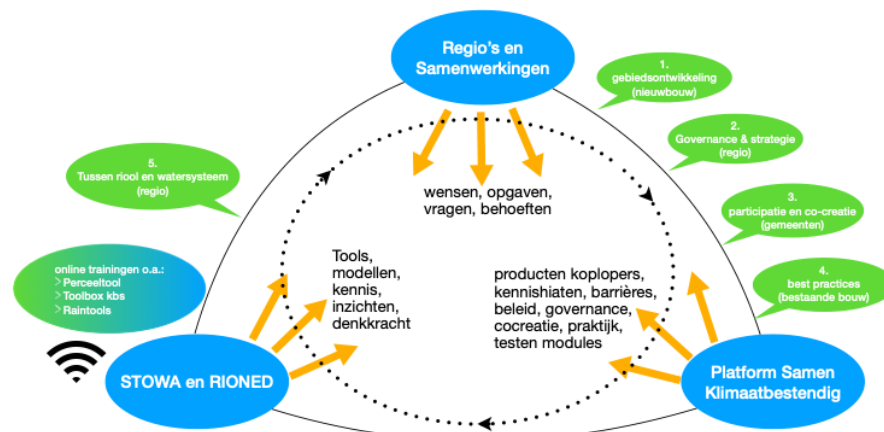 Regio's en
Samenwerkingen
1.
gebiedsontwikkeling
(nieuwbouw)
2.
Governance & strategie
(regio)
5.
Tussen riool en watersysteem
(regio)
wensen, opgaven,
vragen, behoeften
3.
participatie en co-creatie
(gemeenten)
online trainingen o.a.:
> Perceeltool
> Toolbox kbs
> Raintools
Tools,
modellen,
kennis,
inzichten,
denkkracht
producten koplopers,
kennishiaten, barrières,
beleid, governance,
cocreatie, praktijk,
testen modules
4.
best practices
(bestaande bouw)
STOWA en RIONED
Platform Samen
Klimaatbestendig